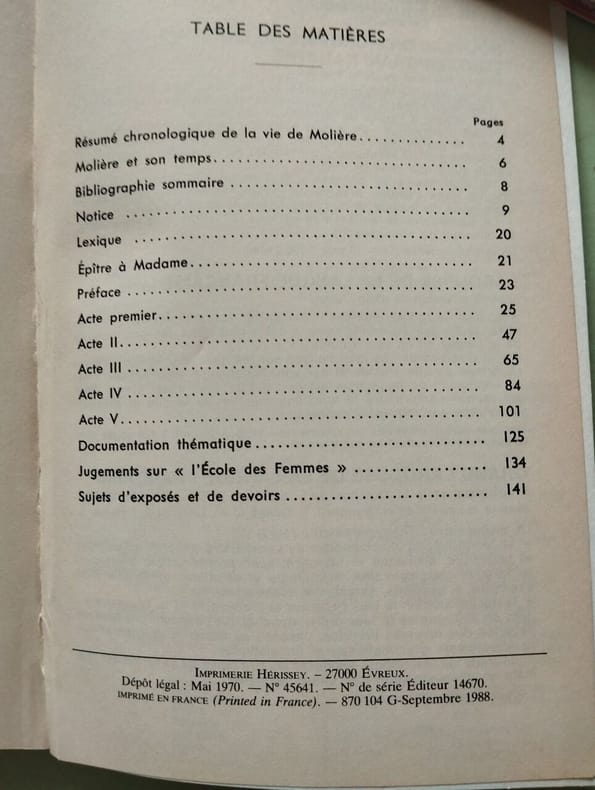 TABLE DES MATIÈRES
Pages
Résumé chronologique de la vie de Molière.............. 4
Molière et son temps.................................. 6
Bibliographie sommaire ............................... 8
Notice ............................................... 9
Lexique .............................................. 20
Épître à Madame....................................... 21
Préface .............................................. 23
Acte premier.......................................... 25
Acte II............................................... 47
Acte III ............................................. 65
Acte IV .............................................. 84
Acte V................................................ 101
Documentation thématique.............................. 125
Jugements sur « l'École des Femmes » ................. 134
Sujets d'exposés et de devoirs ....................... 141
IMPRIMERIE HÉRISSEY. – 27000 ÉVREUX.
Dépôt légal : Mai 1970. — N° 45641. — N° de série Éditeur 14670.
IMPRIMÉ EN FRANCE (Printed in France). — 870 104 G-Septembre 1988.